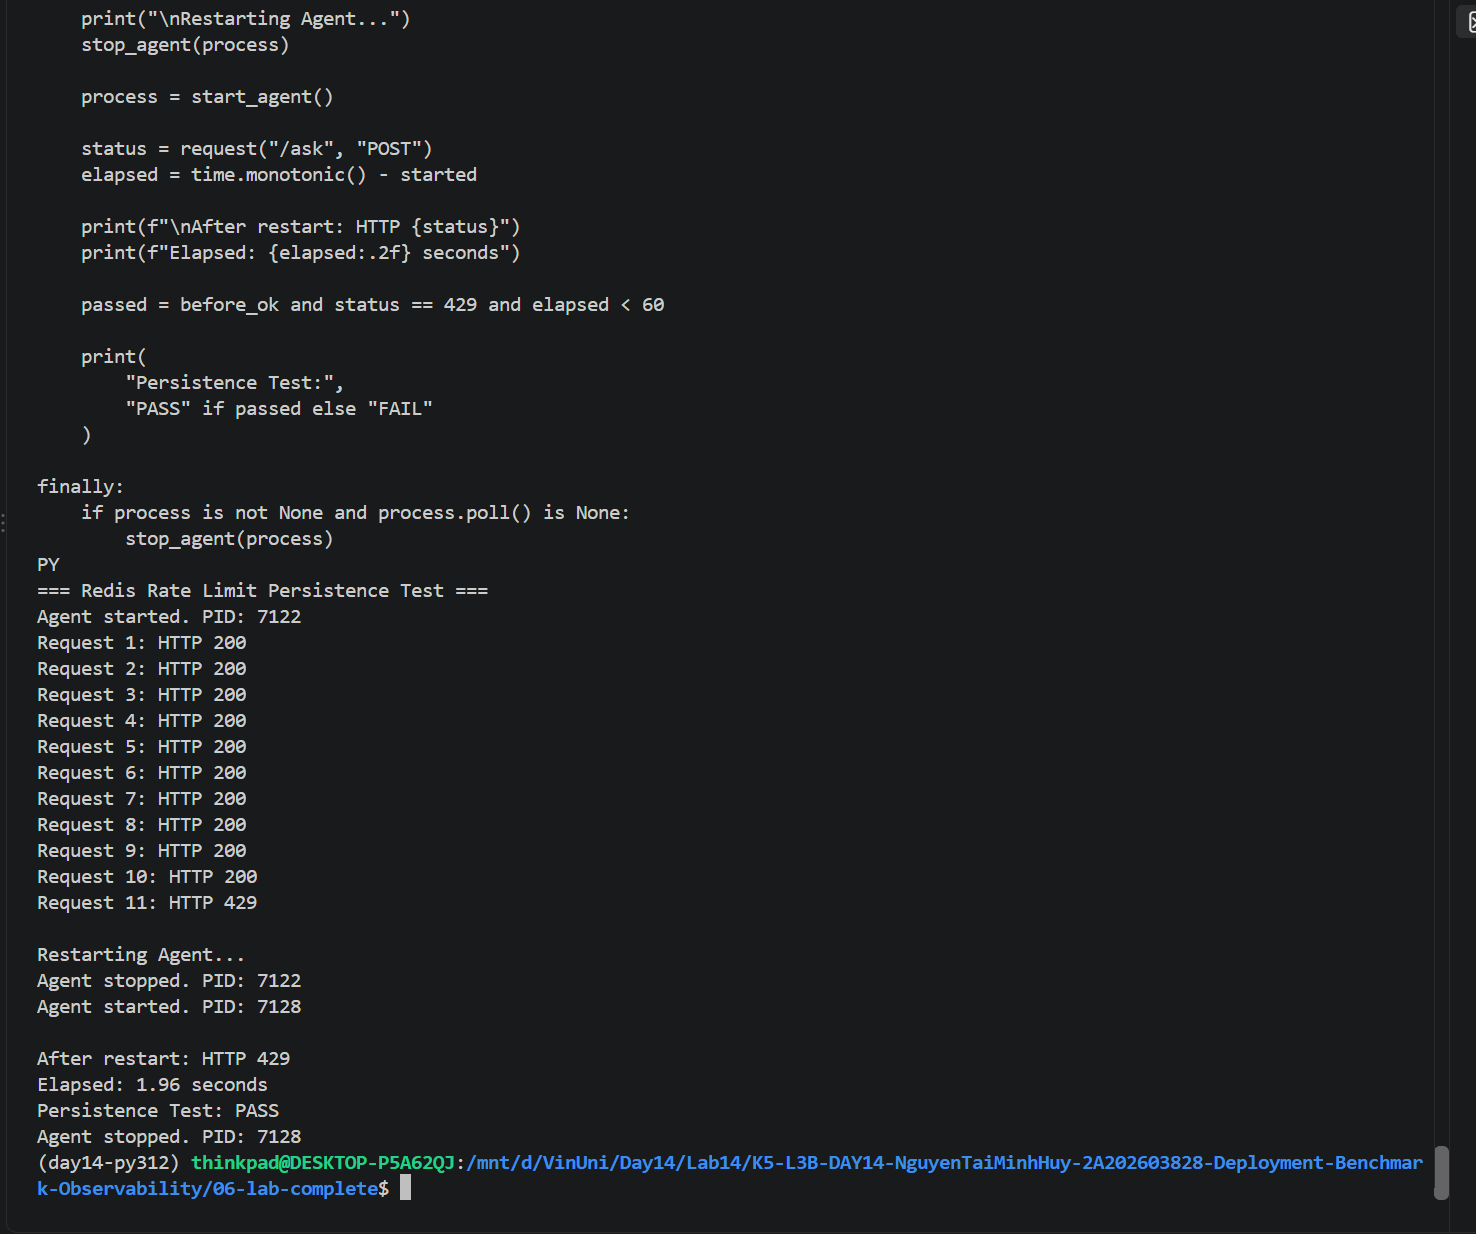 print("\nRestarting Agent...")
    stop_agent(process)

    process = start_agent()

    status = request("/ask", "POST")
    elapsed = time.monotonic() - started

    print(f"\nAfter restart: HTTP {status}")
    print(f"Elapsed: {elapsed:.2f} seconds")

    passed = before_ok and status == 429 and elapsed < 60

    print(
        "Persistence Test:",
        "PASS" if passed else "FAIL"
    )

finally:
    if process is not None and process.poll() is None:
        stop_agent(process)
PY
=== Redis Rate Limit Persistence Test ===
Agent started. PID: 7122
Request 1: HTTP 200
Request 2: HTTP 200
Request 3: HTTP 200
Request 4: HTTP 200
Request 5: HTTP 200
Request 6: HTTP 200
Request 7: HTTP 200
Request 8: HTTP 200
Request 9: HTTP 200
Request 10: HTTP 200
Request 11: HTTP 429

Restarting Agent...
Agent stopped. PID: 7122
Agent started. PID: 7128

After restart: HTTP 429
Elapsed: 1.96 seconds
Persistence Test: PASS
Agent stopped. PID: 7128
(day14-py312) thinkpad@DESKTOP-P5A62QJ:/mnt/d/VinUni/Day14/Lab14/K5-L3B-DAY14-NguyenTaiMinhHuy-2A202603828-Deployment-Benchmar
k-Observability/06-lab-complete$